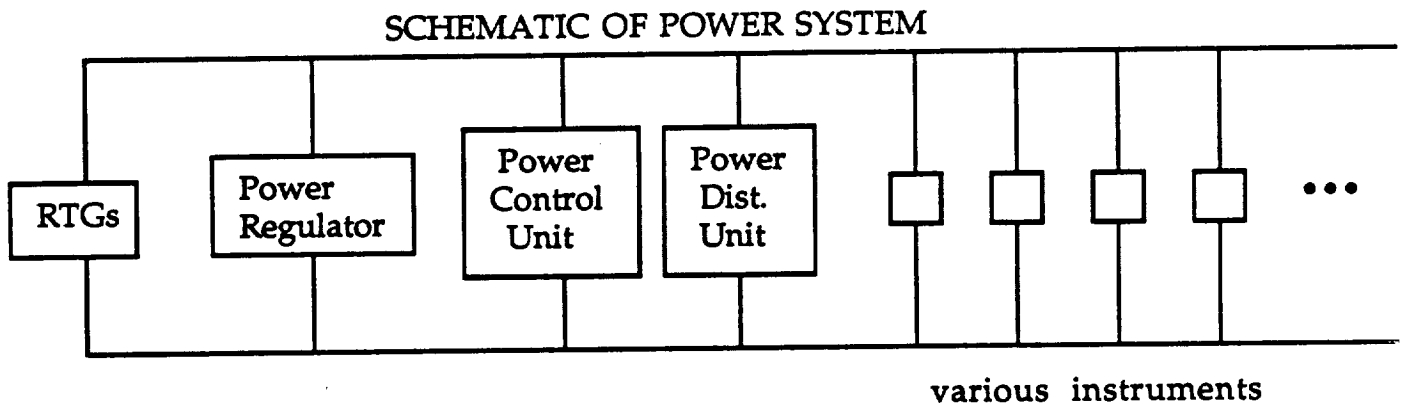 SCHEMATIC OF POWER SYSTEM
RTGs
Power
Regulator
Power
Control
Unit
Power
Dist.
Unit
•••
various instruments